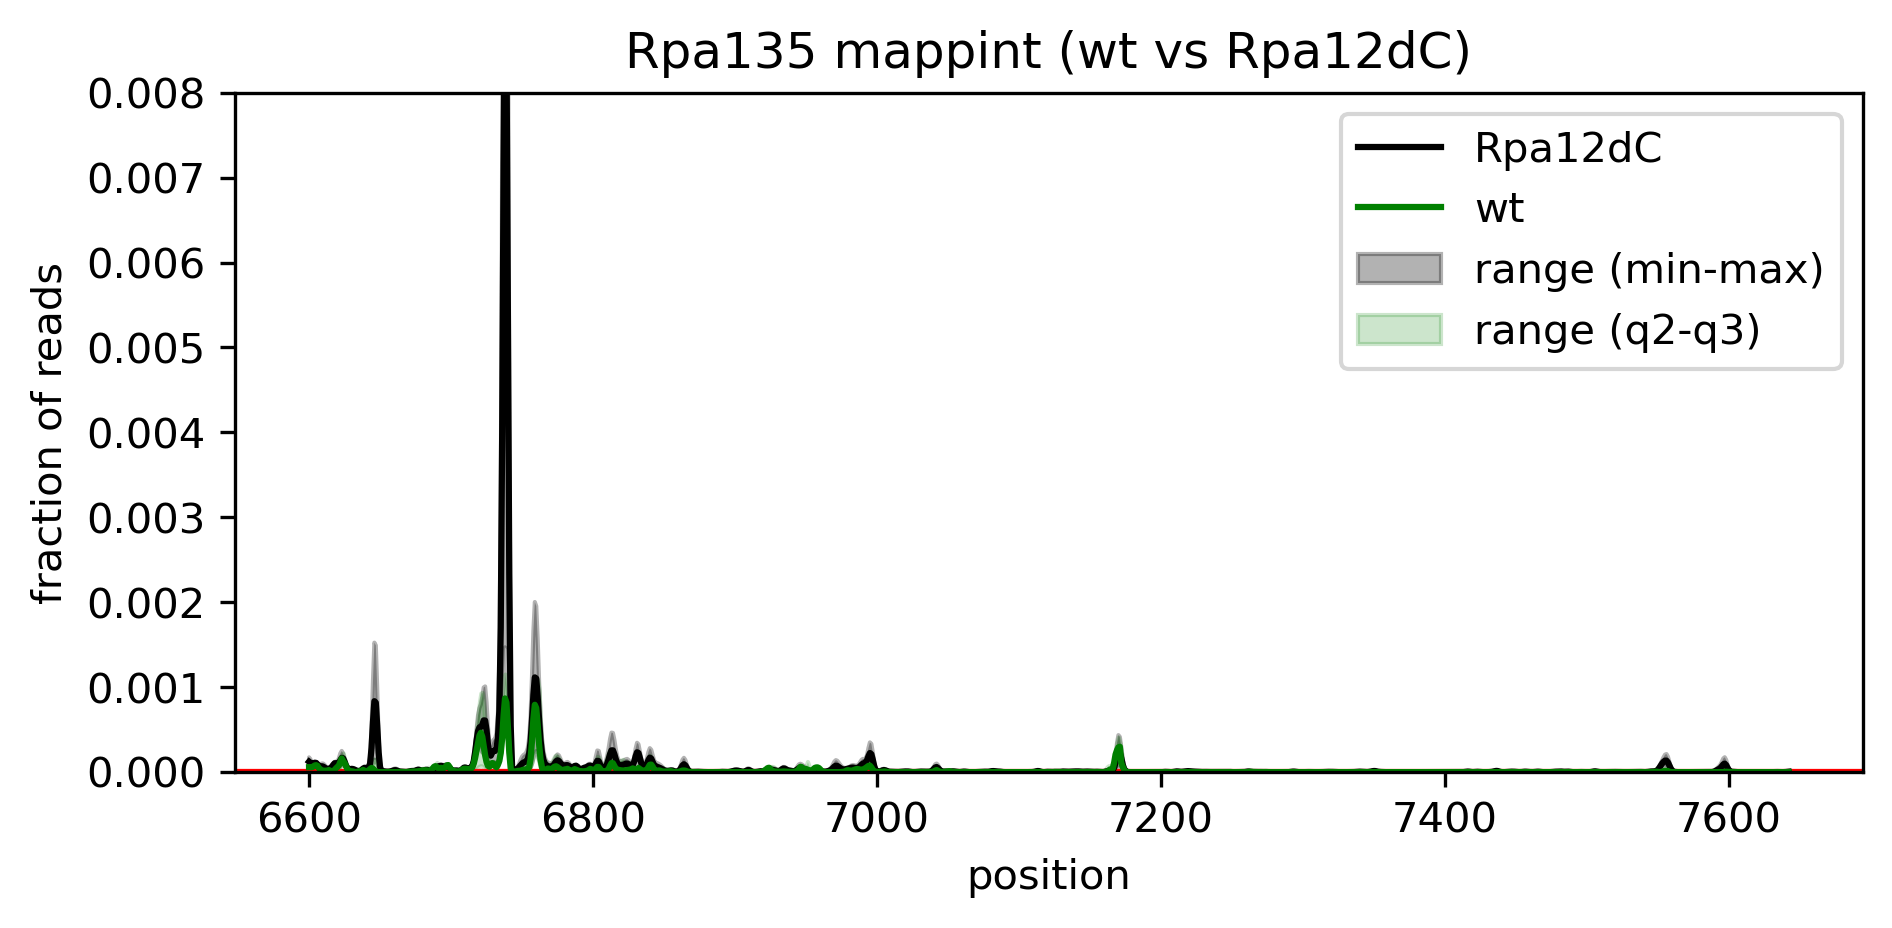 Rpa135 mappint (wt vs Rpa12dC)
0.008
0.007
0.006
0.005
0.004
0.003
0.002
0.001
0.000
fraction of reads
Rpa12dC
wt
range (min-max)
range (q2-q3)
6600 6800 7000 7200 7400 7600
position